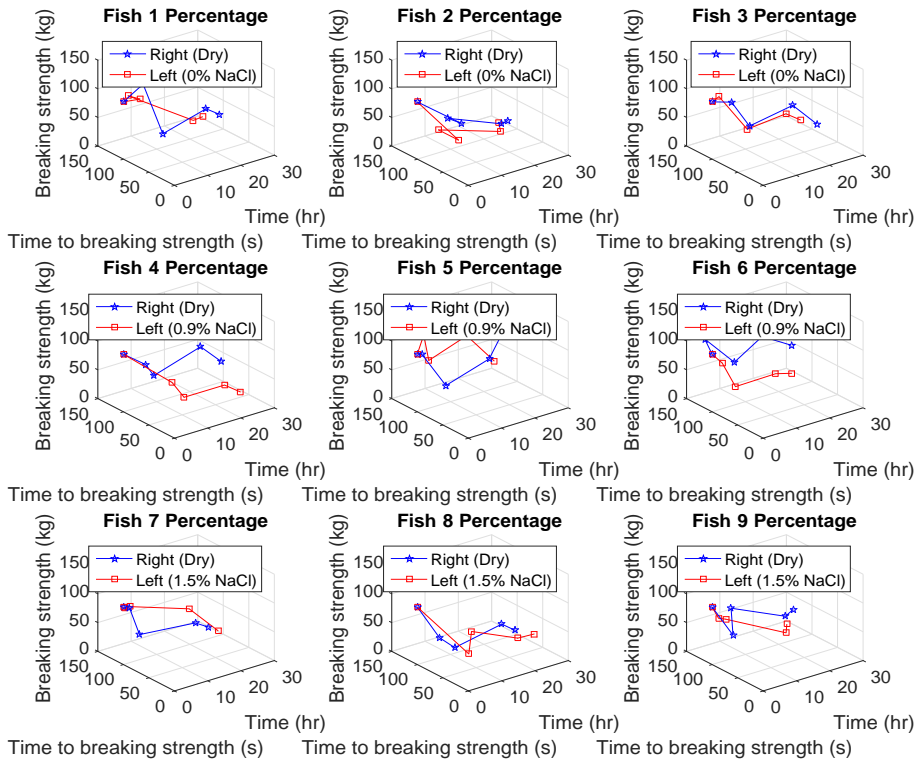 Fish 1 Percentage
Right (Dry)
Left (0% NaCl)
Breaking strength (kg)
150
100
50
0
150
100
50
0
0
10
20
30
Time (hr)
Time to breaking strength (s)
Fish 2 Percentage
Right (Dry)
Left (0% NaCl)
Breaking strength (kg)
150
100
50
0
150
100
50
0
0
10
20
30
Time (hr)
Time to breaking strength (s)
Fish 3 Percentage
Right (Dry)
Left (0% NaCl)
Breaking strength (kg)
150
100
50
0
150
100
50
0
0
10
20
30
Time (hr)
Time to breaking strength (s)
Fish 4 Percentage
Right (Dry)
Left (0.9% NaCl)
Breaking strength (kg)
150
100
50
0
150
100
50
0
0
10
20
30
Time (hr)
Time to breaking strength (s)
Fish 5 Percentage
Right (Dry)
Left (0.9% NaCl)
Breaking strength (kg)
150
100
50
0
150
100
50
0
0
10
20
30
Time (hr)
Time to breaking strength (s)
Fish 6 Percentage
Right (Dry)
Left (0.9% NaCl)
Breaking strength (kg)
150
100
50
0
150
100
50
0
0
10
20
30
Time (hr)
Time to breaking strength (s)
Fish 7 Percentage
Right (Dry)
Left (1.5% NaCl)
Breaking strength (kg)
150
100
50
0
150
100
50
0
0
10
20
30
Time (hr)
Time to breaking strength (s)
Fish 8 Percentage
Right (Dry)
Left (1.5% NaCl)
Breaking strength (kg)
150
100
50
0
150
100
50
0
0
10
20
30
Time (hr)
Time to breaking strength (s)
Fish 9 Percentage
Right (Dry)
Left (1.5% NaCl)
Breaking strength (kg)
150
100
50
0
150
100
50
0
0
10
20
30
Time (hr)
Time to breaking strength (s)